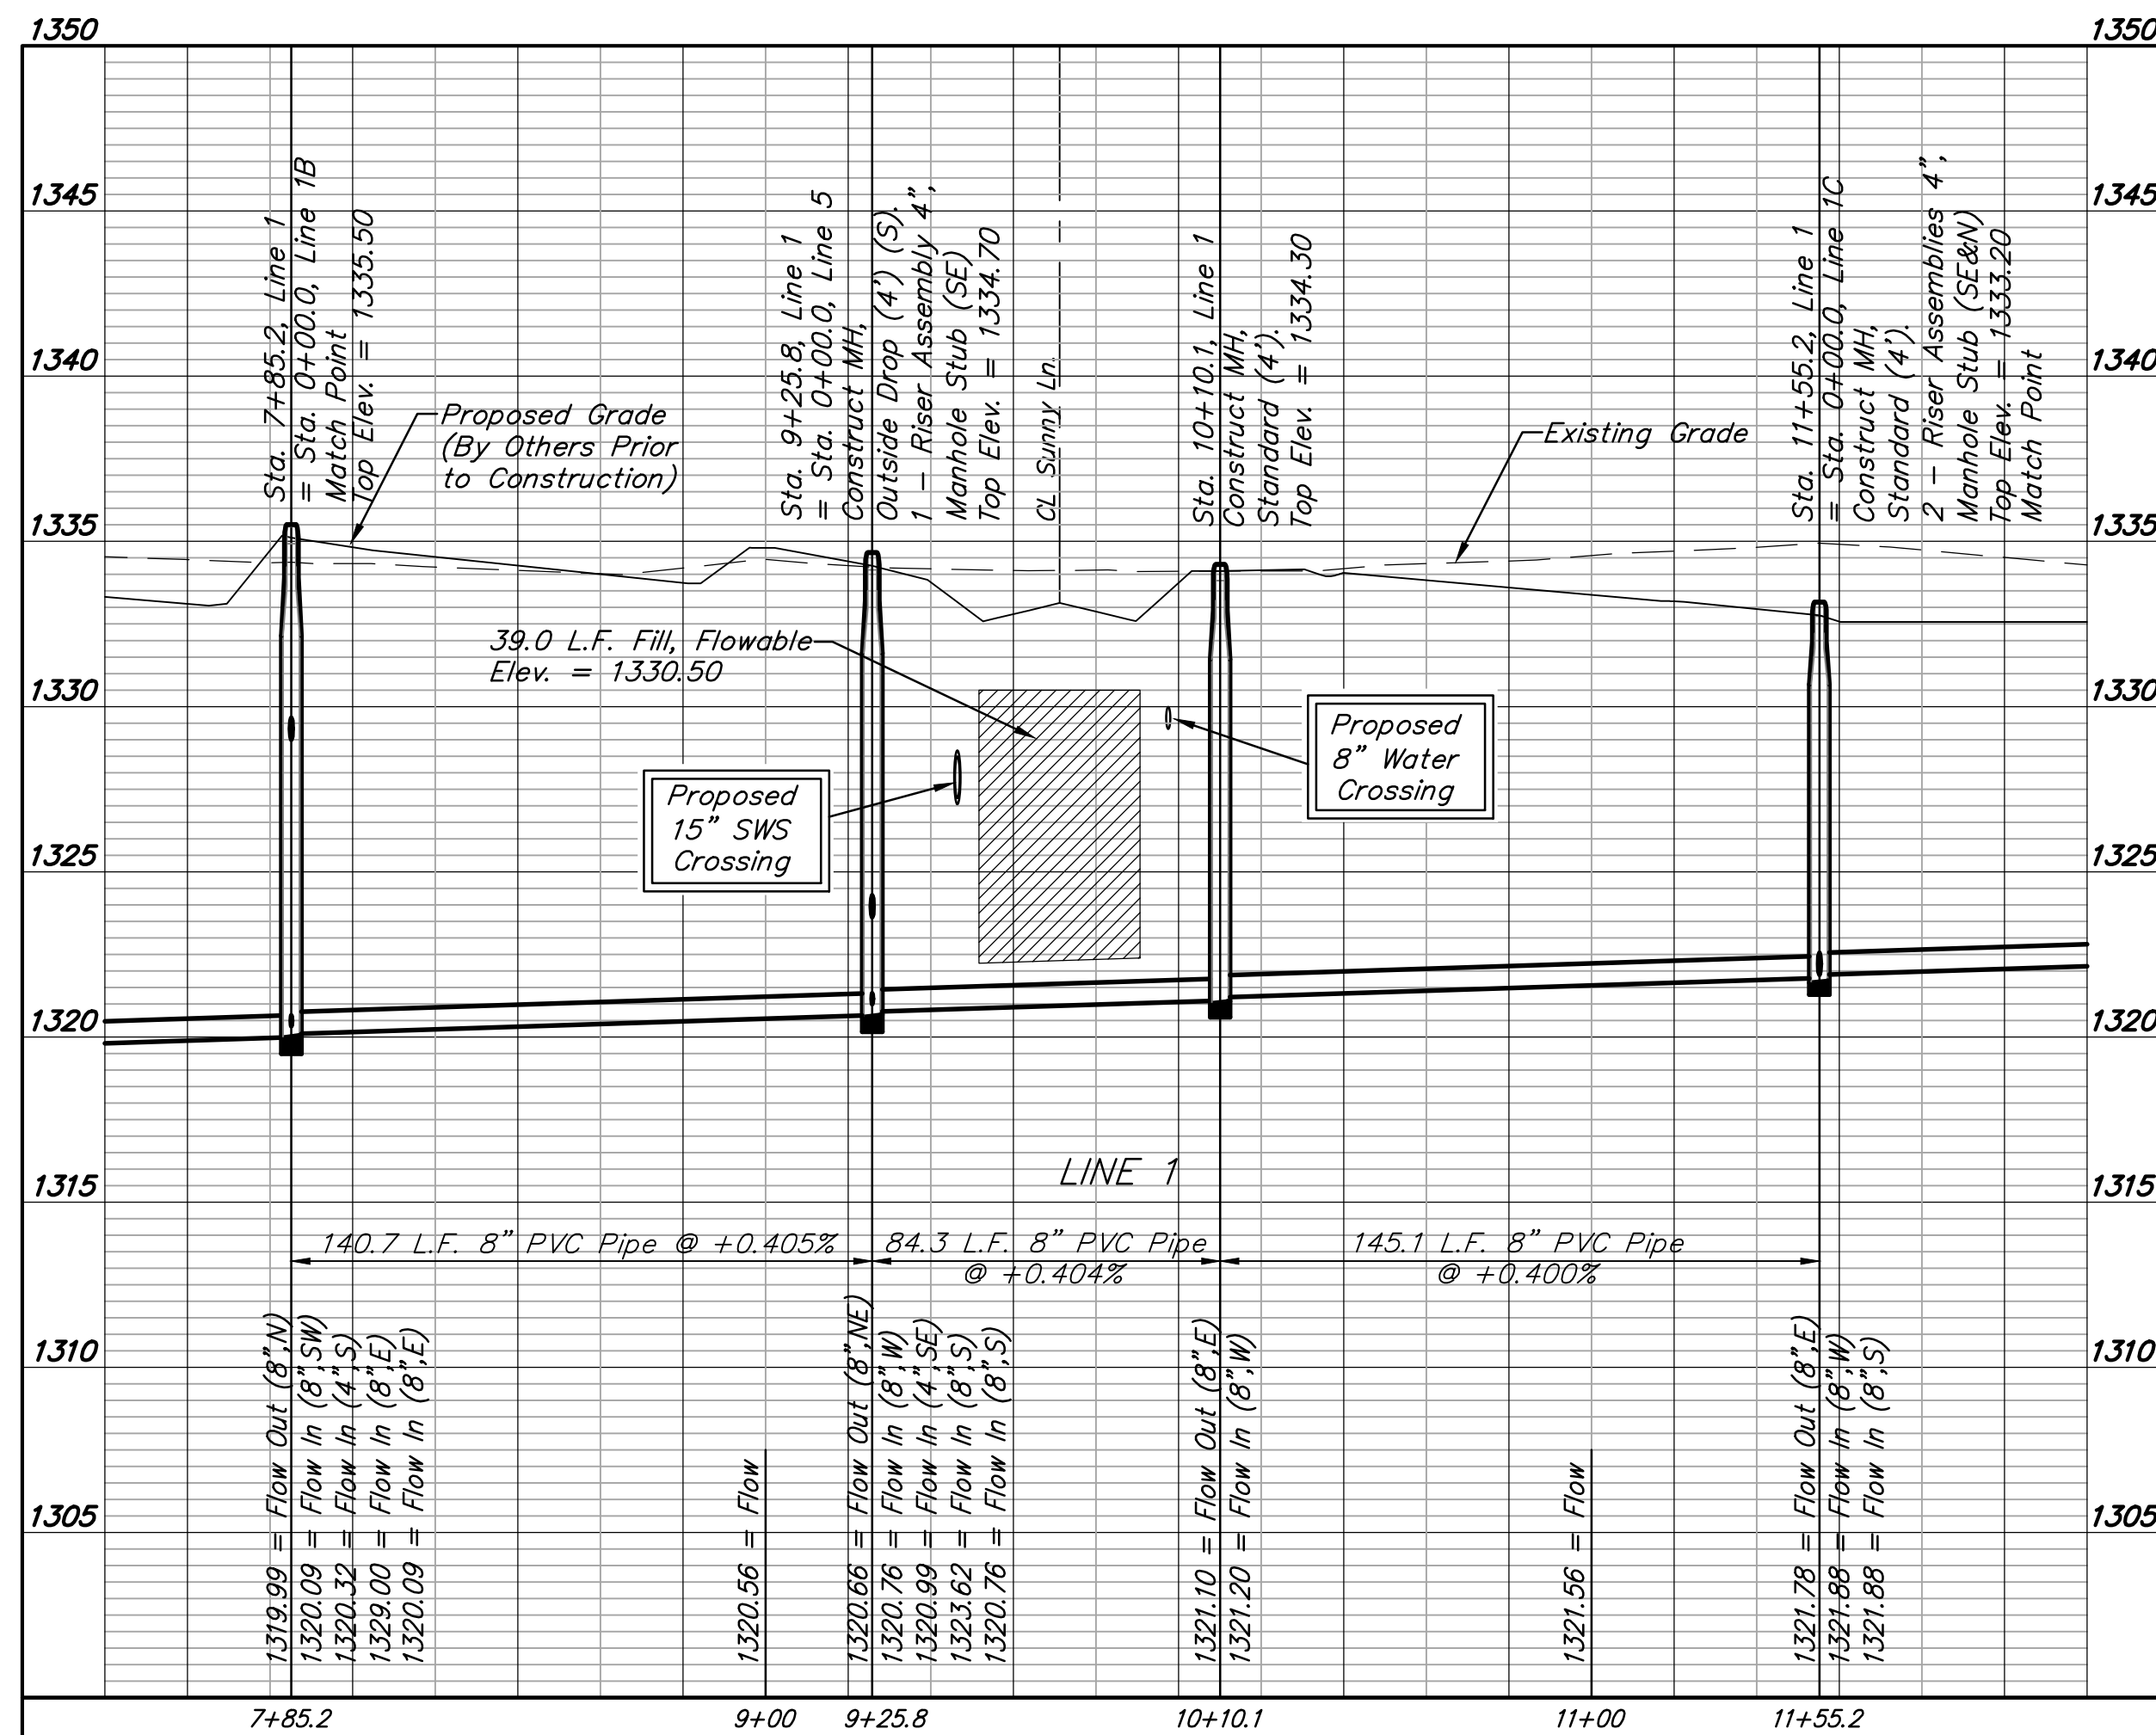 1350
1350
1345
1345
1340
1340
1335
1335
1330
1330
1325
1325
1320
1320
1315
1315
1310
1310
1305
1305
Sta. 7+85.2, Line 1
= Sta. 0+00.0, Line 1B
Match Point
Top Elev. = 1335.50
Proposed Grade
(By Others Prior
to Construction)
Sta. 9+25.8, Line 1
= Sta. 0+00.0, Line 5
Construct MH,
Outside Drop (4') (S).
1 - Riser Assembly 4",
Manhole Stub (SE)
Top Elev. = 1334.70
CL Sunny Ln.
Sta. 10+10.1, Line 1
Construct MH,
Standard (4').
Top Elev. = 1334.30
Existing Grade
Sta. 11+55.2, Line 1
= Sta. 0+00.0, Line 1C
Construct MH,
Standard (4').
2 - Riser Assemblies 4",
Manhole Stub (SE&N)
Top Elev. = 1333.20
Match Point
39.0 L.F. Fill, Flowable
Elev. = 1330.50
Proposed
15" SWS
Crossing
Proposed
8" Water
Crossing
LINE 1
140.7 L.F. 8" PVC Pipe @ +0.405%
84.3 L.F. 8" PVC Pipe
@ +0.404%
145.1 L.F. 8" PVC Pipe
@ +0.400%
1319.99 = Flow Out (8",N)
1320.09 = Flow In (8",SW)
1320.32 = Flow In (4",S)
1329.00 = Flow In (8",E)
1320.09 = Flow In (8",E)
1320.56 = Flow
1320.66 = Flow Out (8",NE)
1320.76 = Flow In (8",W)
1320.99 = Flow In (4",SE)
1323.62 = Flow In (8",S)
1320.76 = Flow In (8",S)
1321.10 = Flow Out (8",E)
1321.20 = Flow In (8",W)
1321.56 = Flow
1321.78 = Flow Out (8",E)
1321.88 = Flow In (8",W)
1321.88 = Flow In (8",S)
7+85.2
9+00
9+25.8
10+10.1
11+00
11+55.2